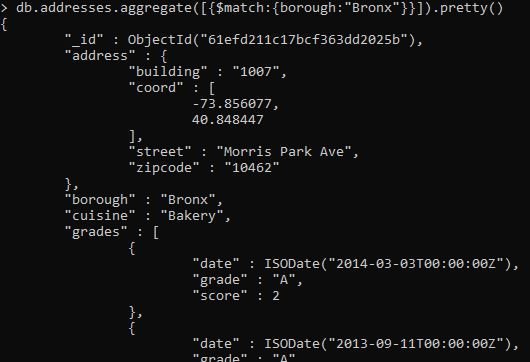 > db.addresses.aggregate([{$match:{borough:"Bronx"}}]).pretty()
{
        "_id" : ObjectId("61efd211c17bcf363dd2025b"),
        "address" : {
                "building" : "1007",
                "coord" : [
                        -73.856077,
                        40.848447
                ],
                "street" : "Morris Park Ave",
                "zipcode" : "10462"
        },
        "borough" : "Bronx",
        "cuisine" : "Bakery",
        "grades" : [
                {
                        "date" : ISODate("2014-03-03T00:00:00Z"),
                        "grade" : "A",
                        "score" : 2
                },
                {
                        "date" : ISODate("2013-09-11T00:00:00Z"),
                        "grade" : "A"